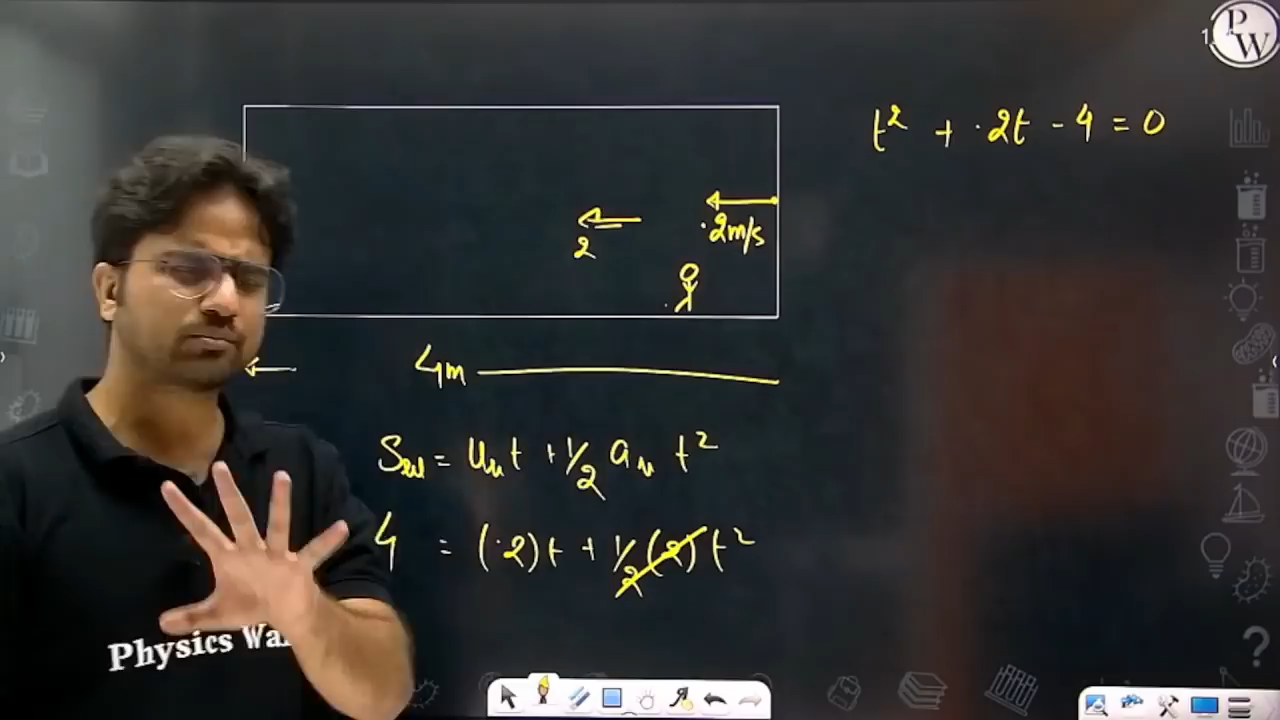 P
W
t² + .2t - 4 = 0
.2m/s
2
4m
Srel = urel t + 1/2 arel t²
4 = (.2)t + 1/2 (2) t²
Physics Wa
?